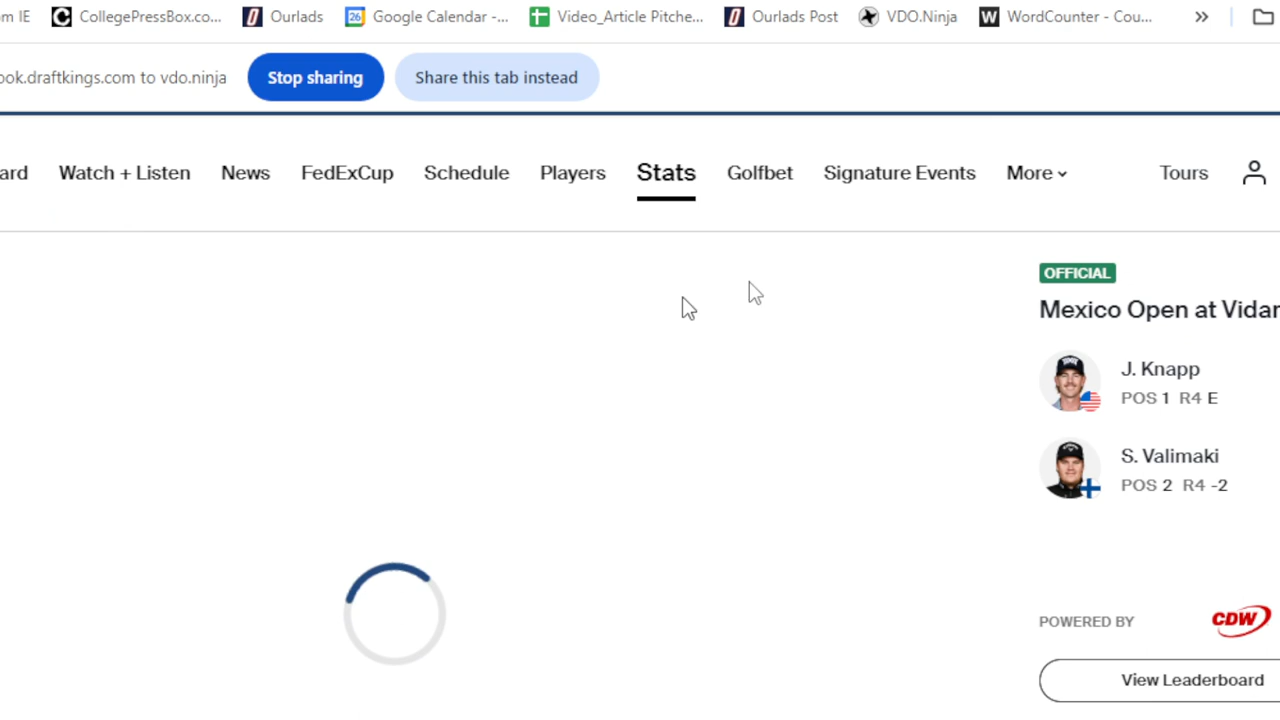 m IE CollegePressBox.co... Ourlads Google Calendar -... Video_Article Pitche... Ourlads Post VDO.Ninja WordCounter - Cou... »
26
ook.draftkings.com to vdo.ninja Stop sharing Share this tab instead
ard Watch + Listen News FedExCup Schedule Players Stats Golfbet Signature Events More Tours
OFFICIAL
Mexico Open at Vidan
J. Knapp
POS 1 R4 E
S. Valimaki
POS 2 R4 -2
POWERED BY CDW
View Leaderboard